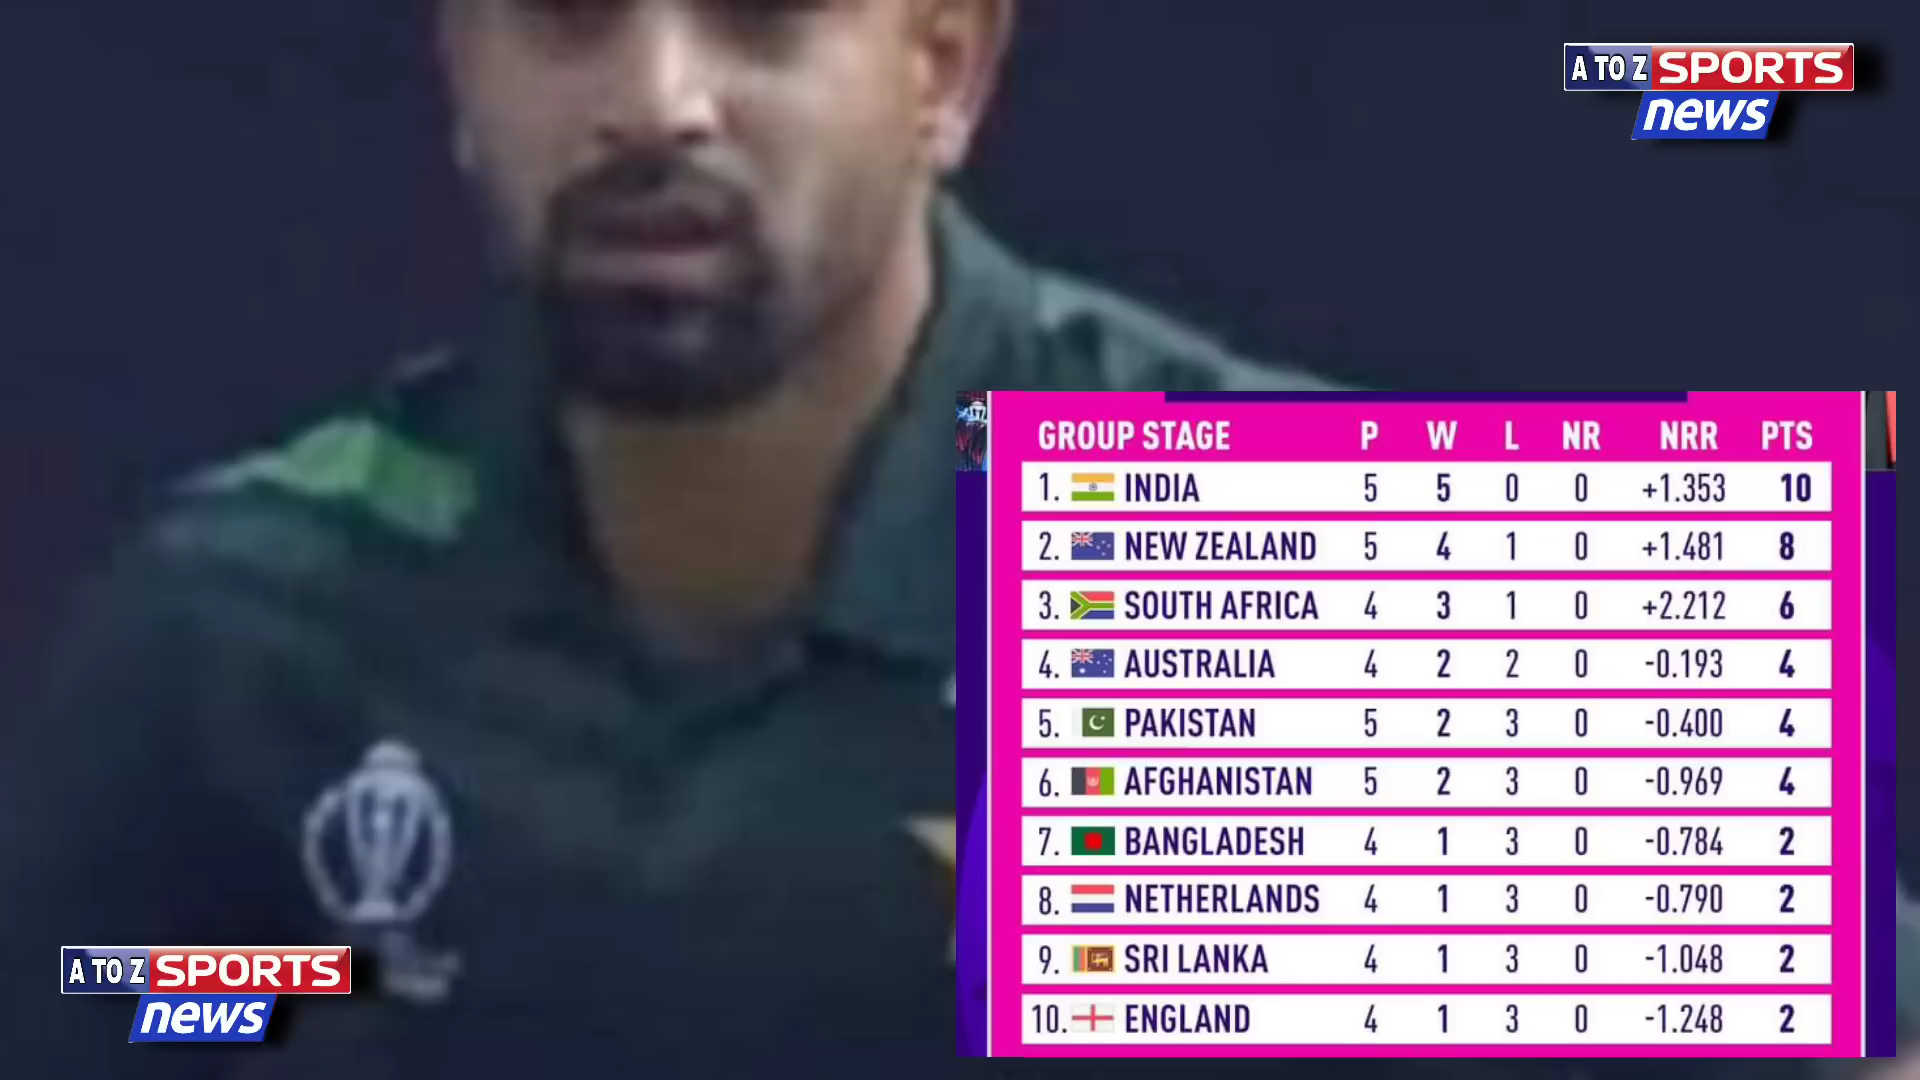 A TO Z SPORTS
news
GROUP STAGE P W L NR NRR PTS
1. INDIA 5 5 0 0 +1.353 10
2. NEW ZEALAND 5 4 1 0 +1.481 8
3. SOUTH AFRICA 4 3 1 0 +2.212 6
4. AUSTRALIA 4 2 2 0 -0.193 4
5. PAKISTAN 5 2 3 0 -0.400 4
6. AFGHANISTAN 5 2 3 0 -0.969 4
7. BANGLADESH 4 1 3 0 -0.784 2
8. NETHERLANDS 4 1 3 0 -0.790 2
9. SRI LANKA 4 1 3 0 -1.048 2
10. ENGLAND 4 1 3 0 -1.248 2
A TO Z SPORTS
news